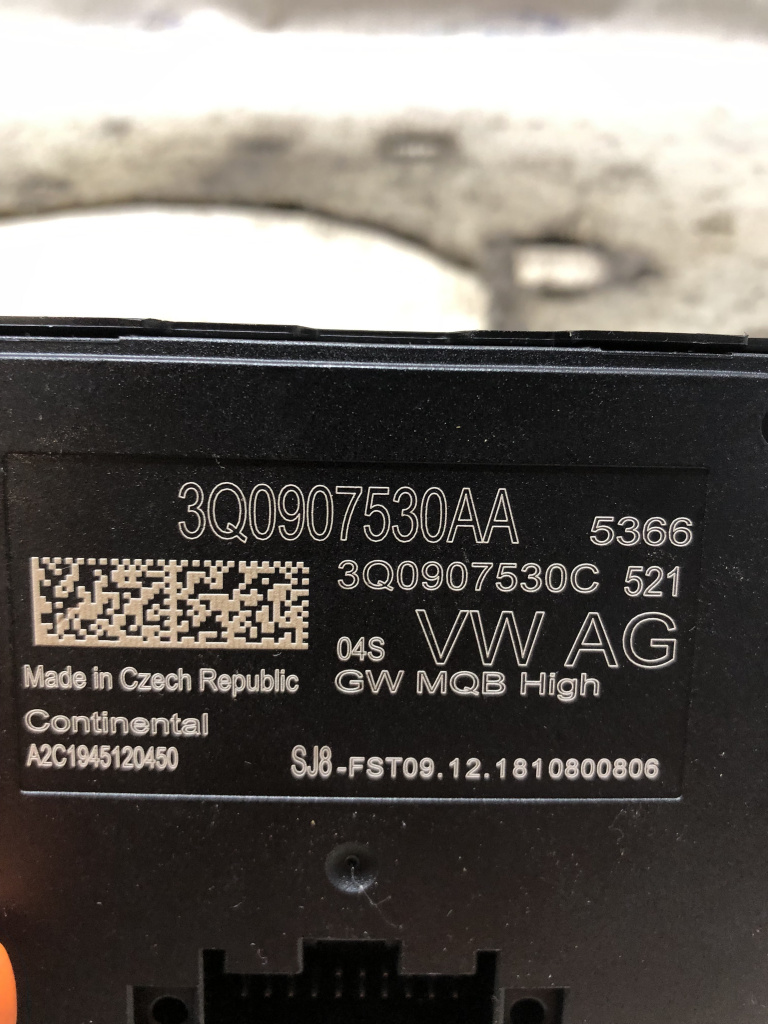 3Q0907530AA 5366
3Q0907530C 521
04S VW AG
Made in Czech Republic GW MQB High
Continental
A2C1945120450 SJ8-FST09.12.1810800806